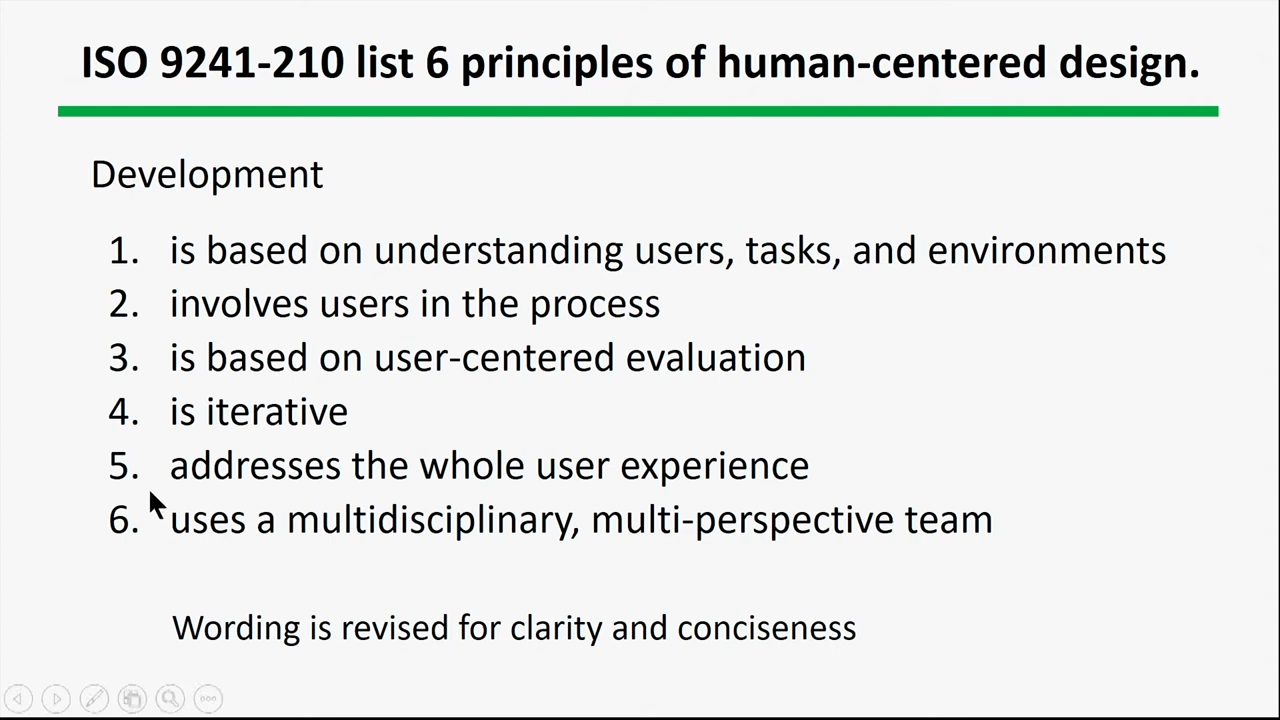 ISO 9241-210 list 6 principles of human-centered design.
Development
1. is based on understanding users, tasks, and environments
2. involves users in the process
3. is based on user-centered evaluation
4. is iterative
5. addresses the whole user experience
6. uses a multidisciplinary, multi-perspective team
Wording is revised for clarity and conciseness